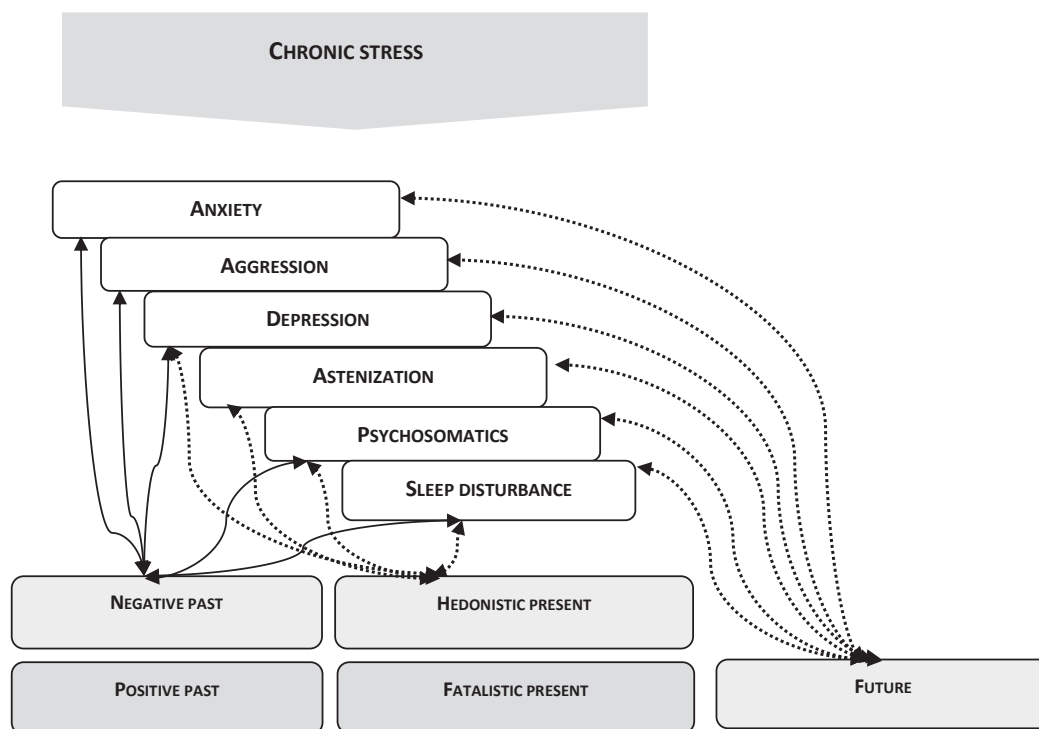 CHRONIC STRESS
ANXIETY
AGGRESSION
DEPRESSION
ASTENIZATION
PSYCHOSOMATICS
SLEEP DISTURBANCE
NEGATIVE PAST
HEDONISTIC PRESENT
POSITIVE PAST
FATALISTIC PRESENT
FUTURE